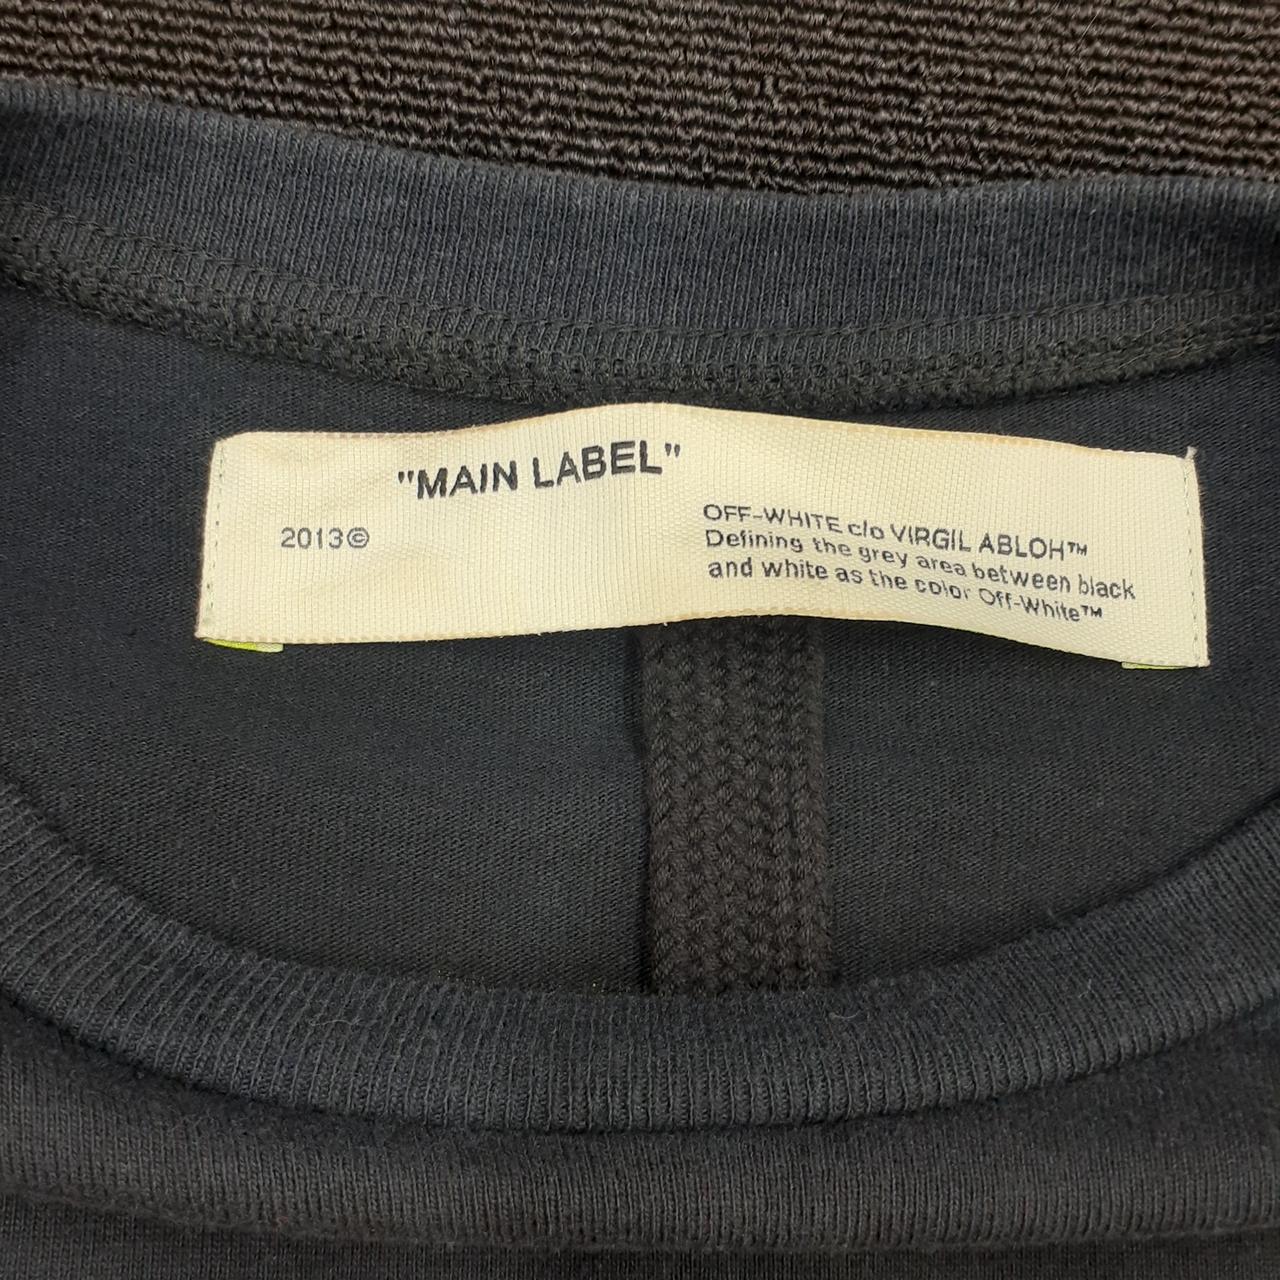 "MAIN LABEL"
2013©
OFF-WHITE c/o VIRGIL ABLOH™
Defining the grey area between black
and white as the color Off-White™